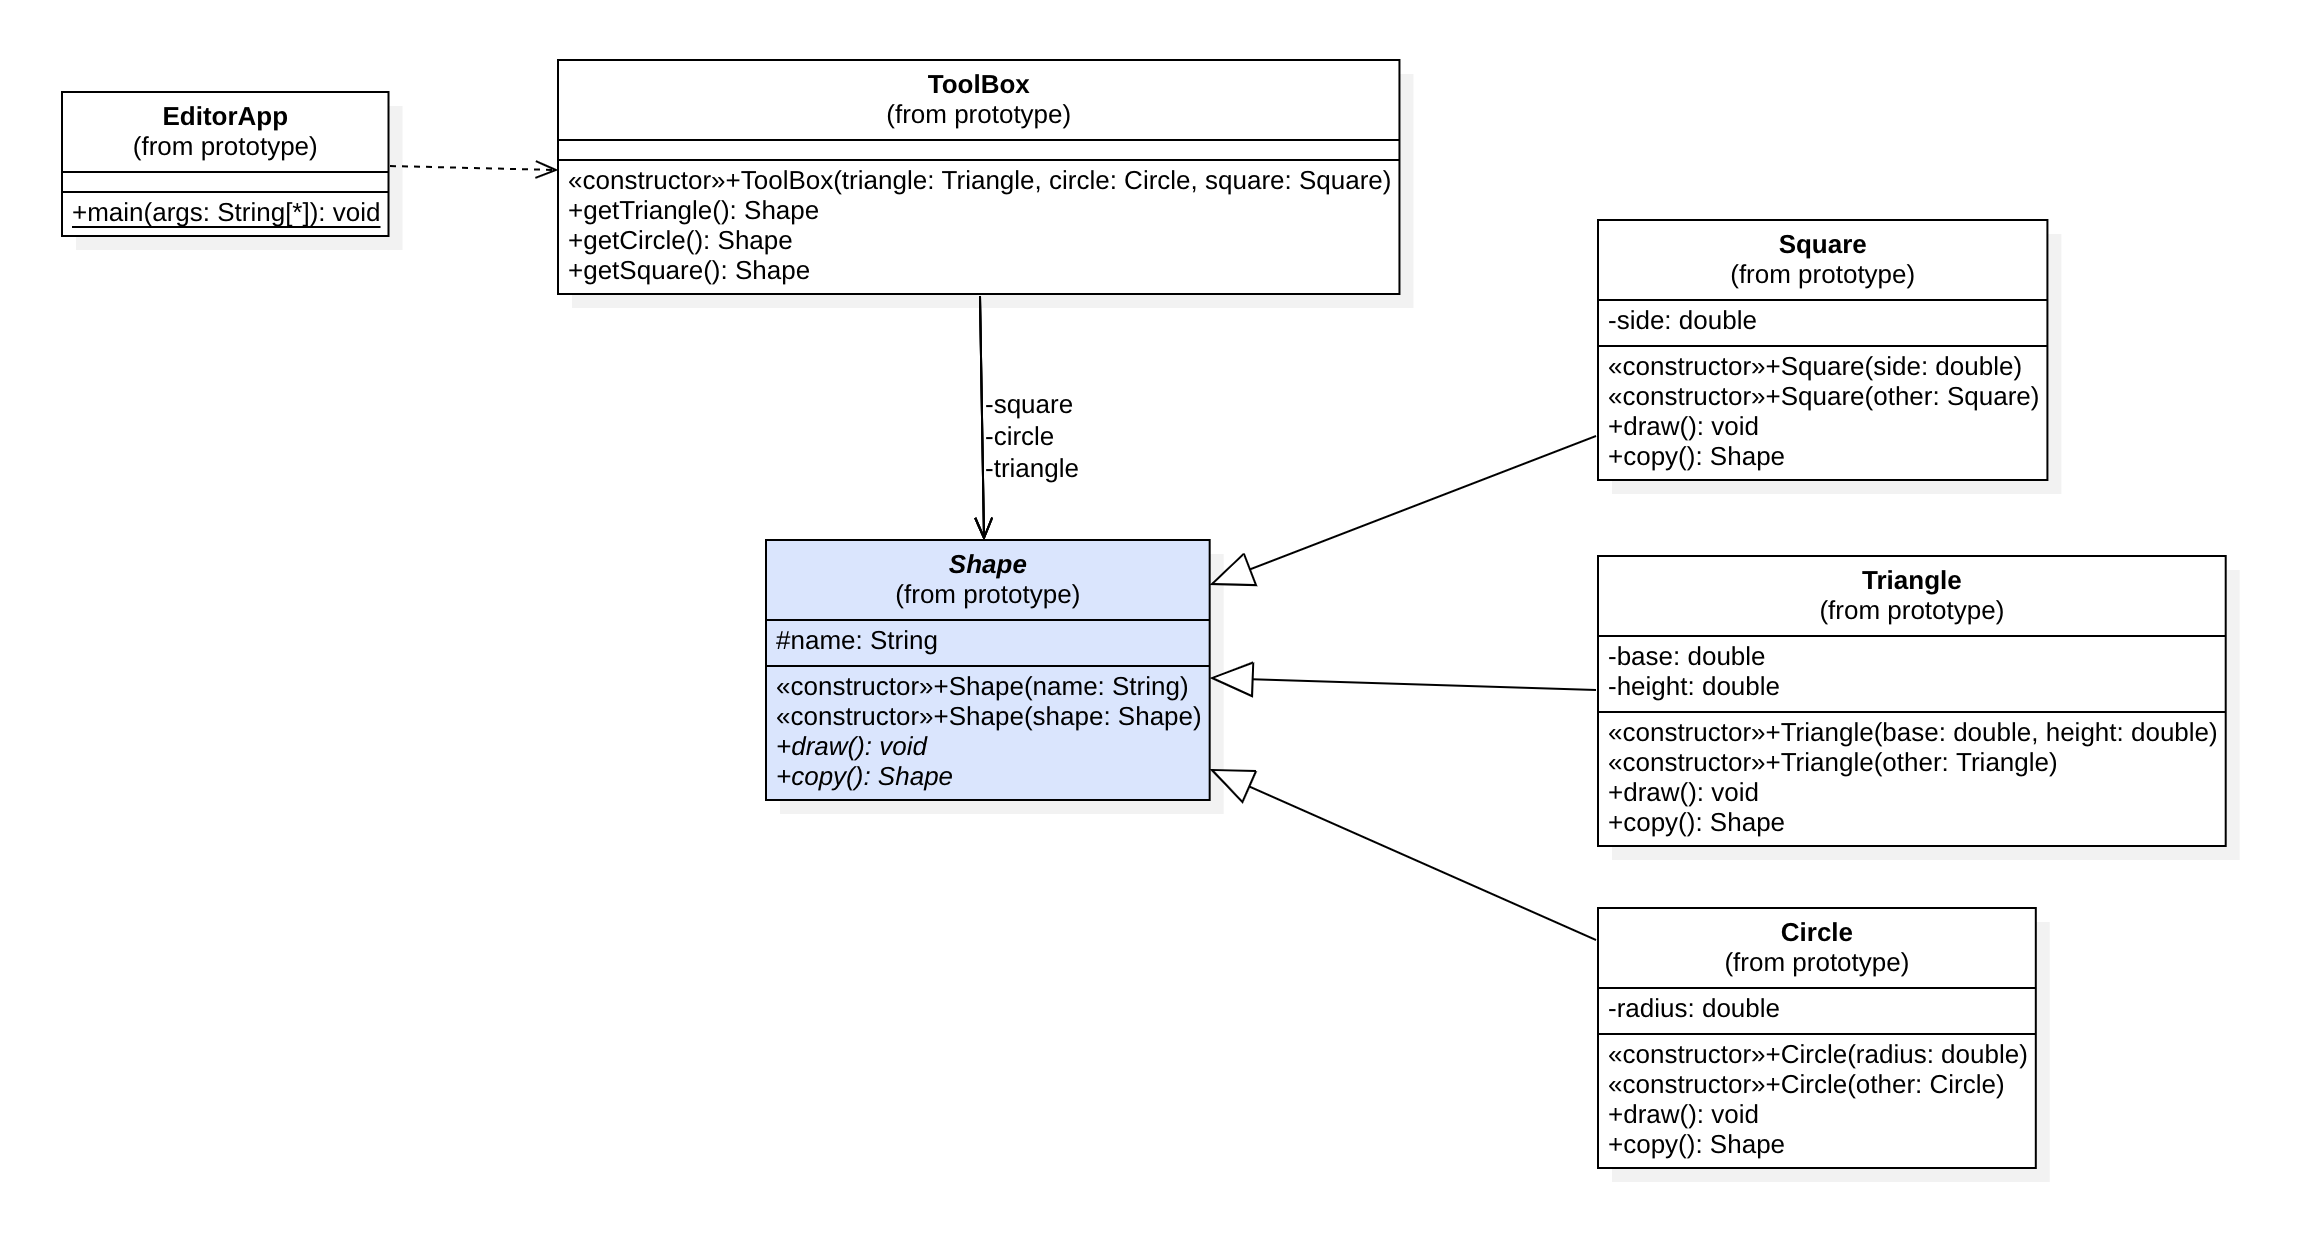 EditorApp
(from prototype)
+main(args: String[*]): void
ToolBox
(from prototype)
«constructor»+ToolBox(triangle: Triangle, circle: Circle, square: Square)
+getTriangle(): Shape
+getCircle(): Shape
+getSquare(): Shape
-square
-circle
-triangle
Shape
(from prototype)
#name: String
«constructor»+Shape(name: String)
«constructor»+Shape(shape: Shape)
+draw(): void
+copy(): Shape
Square
(from prototype)
-side: double
«constructor»+Square(side: double)
«constructor»+Square(other: Square)
+draw(): void
+copy(): Shape
Triangle
(from prototype)
-base: double
-height: double
«constructor»+Triangle(base: double, height: double)
«constructor»+Triangle(other: Triangle)
+draw(): void
+copy(): Shape
Circle
(from prototype)
-radius: double
«constructor»+Circle(radius: double)
«constructor»+Circle(other: Circle)
+draw(): void
+copy(): Shape